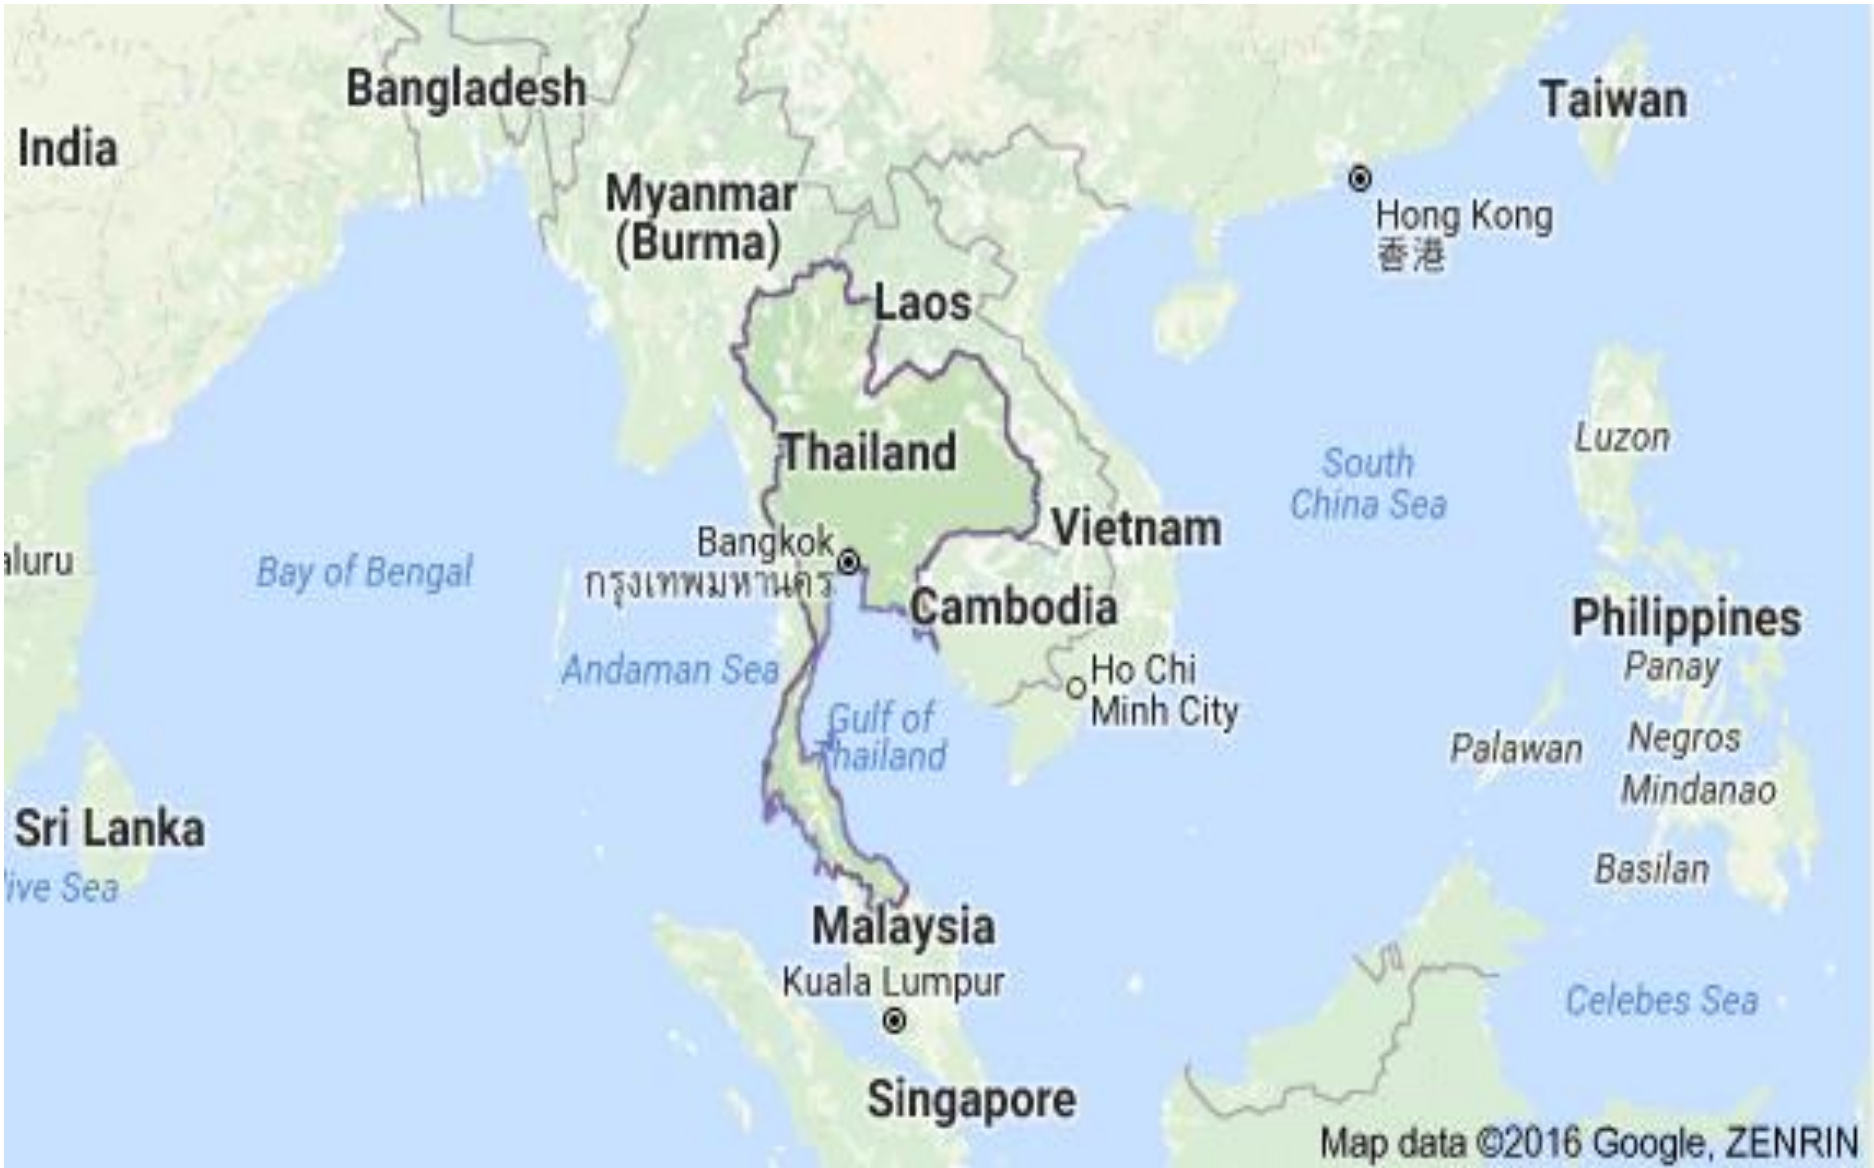 Bangladesh
Taiwan
India
Myanmar
(Burma)
Hong Kong
香港
Laos
Luzon
Thailand
South
China Sea
Vietnam
Bangkok
กรุงเทพมหานคร
aluru
Bay of Bengal
Cambodia
Philippines
Andaman Sea
Ho Chi
Minh City
Panay
Gulf of
Thailand
Palawan
Negros
Mindanao
Sri Lanka
ive Sea
Basilan
Malaysia
Kuala Lumpur
Celebes Sea
Singapore
Map data ©2016 Google, ZENRIN